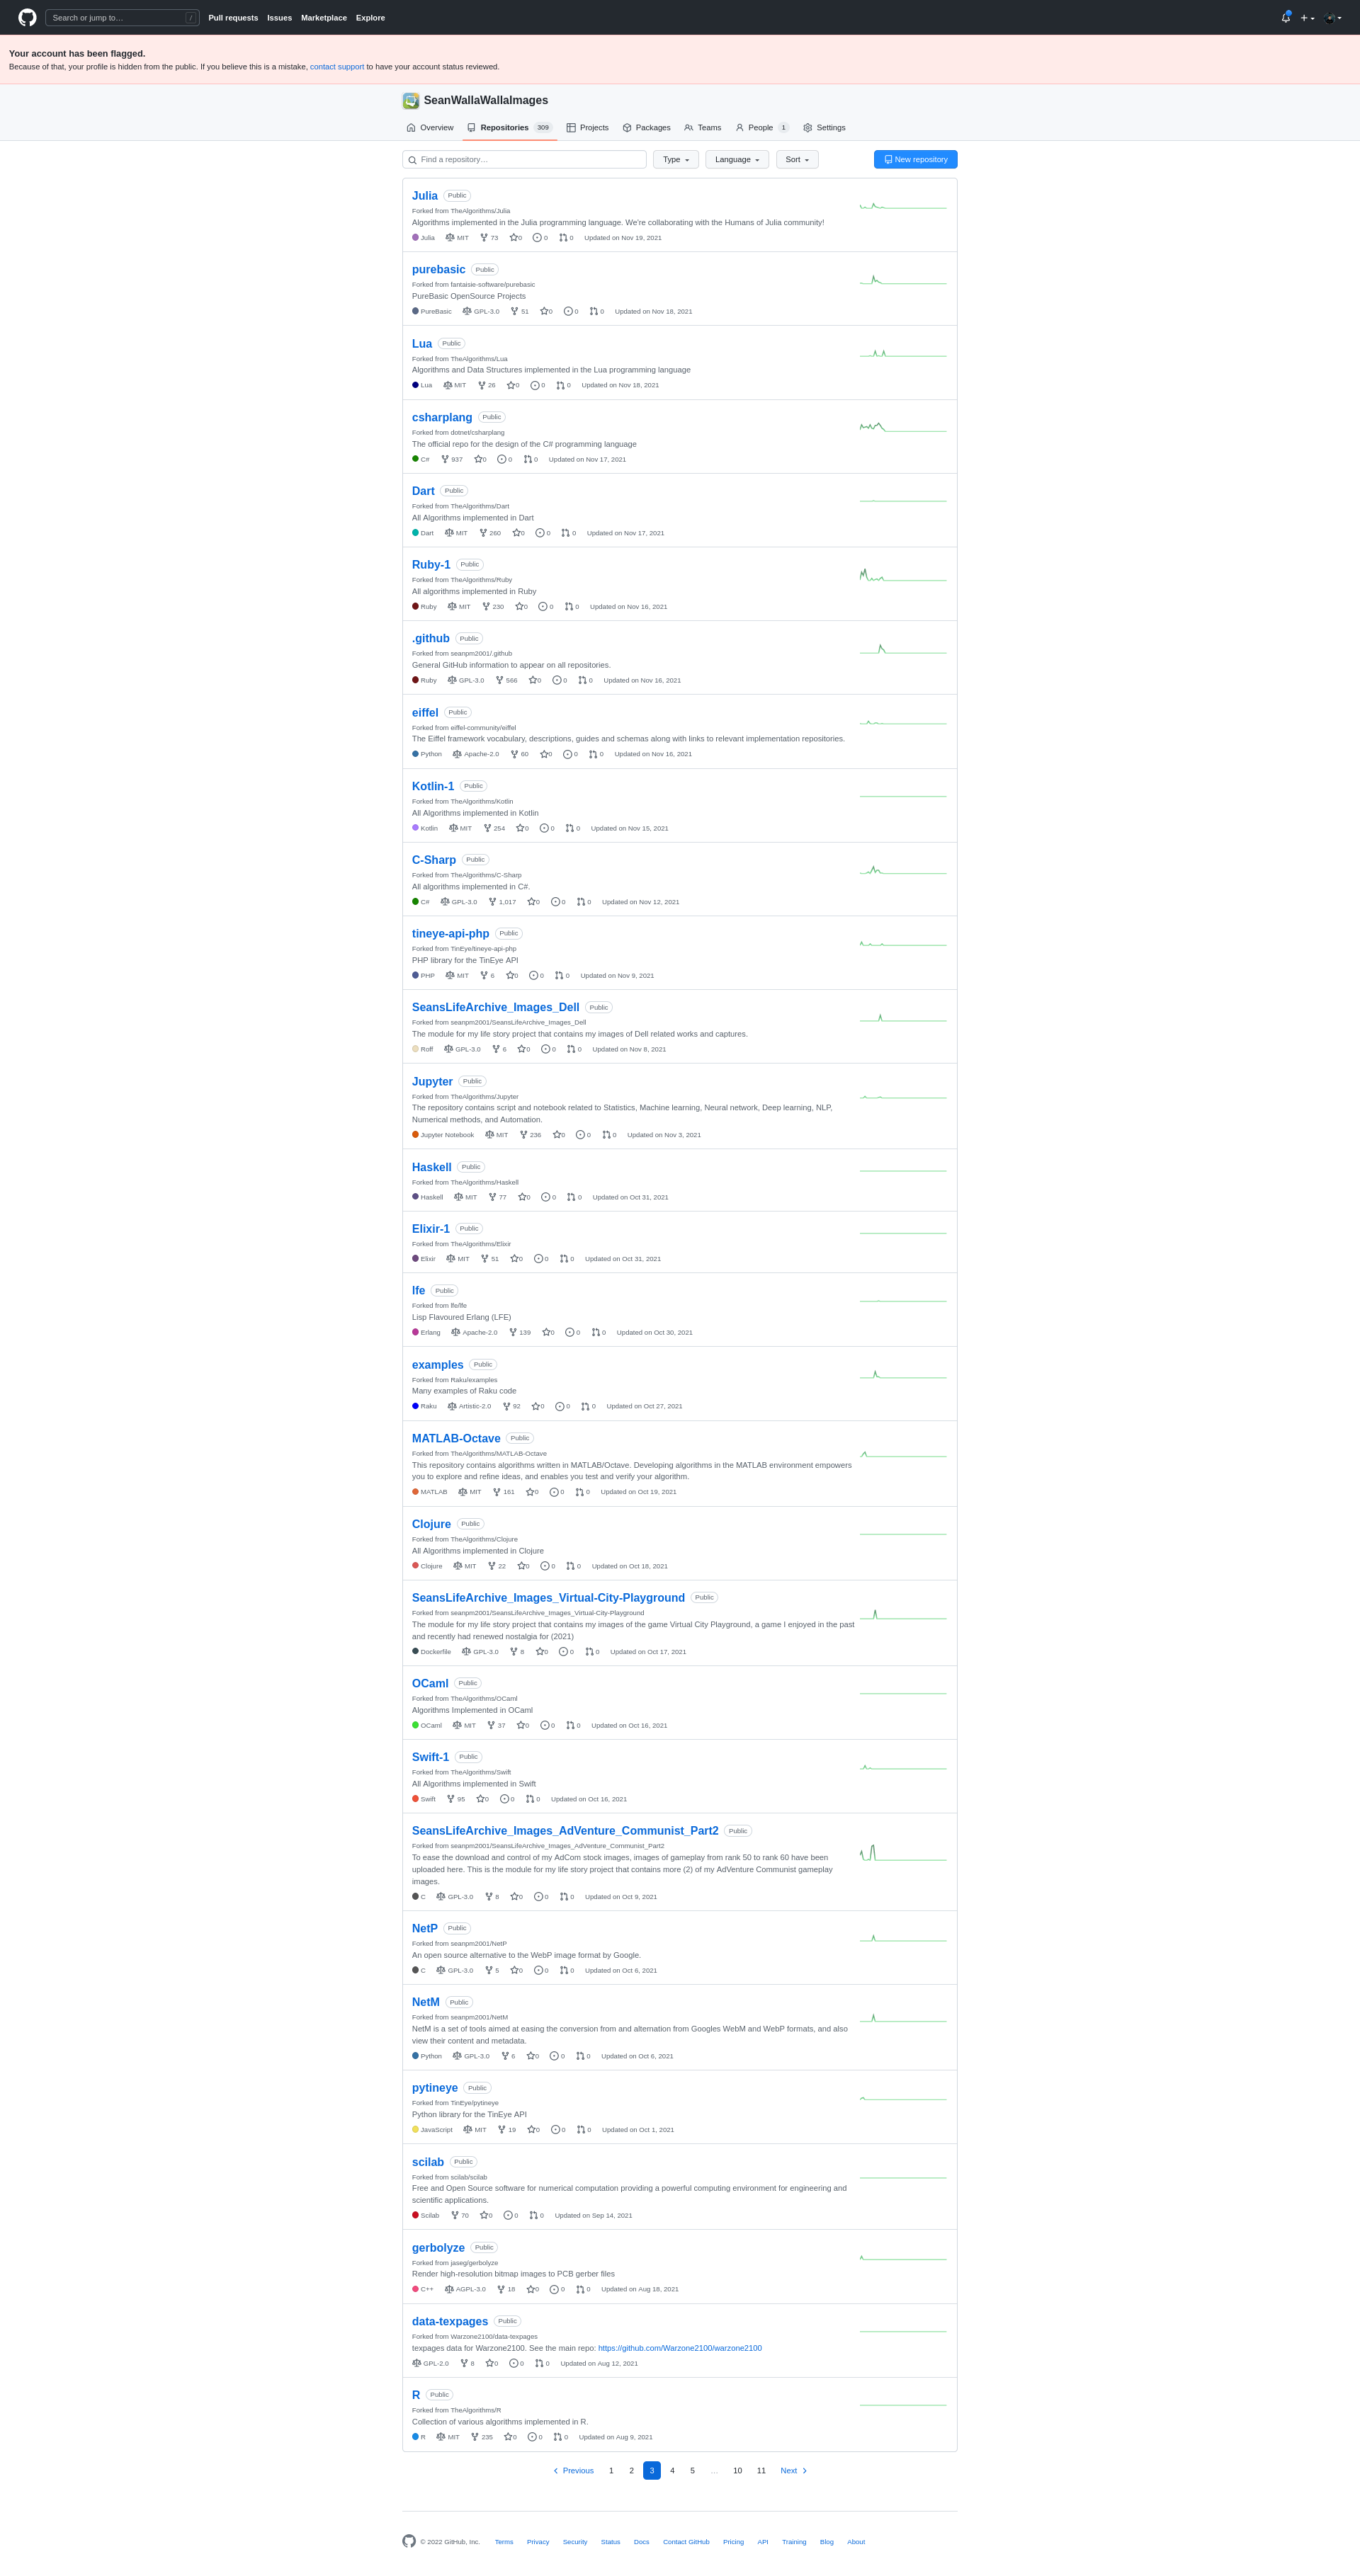 Search or jump to… /
Pull requests Issues Marketplace Explore
Your account has been flagged.
Because of that, your profile is hidden from the public. If you believe this is a mistake, contact support to have your account status reviewed.
SeanWallaWallaImages
Overview Repositories 309 Projects Packages Teams People 1 Settings
Find a repository… Type Language Sort New repository
Julia Public
Forked from TheAlgorithms/Julia
Algorithms implemented in the Julia programming language. We're collaborating with the Humans of Julia community!
Julia MIT 73 0 0 0 Updated on Nov 19, 2021
purebasic Public
Forked from fantaisie-software/purebasic
PureBasic OpenSource Projects
PureBasic GPL-3.0 51 0 0 0 Updated on Nov 18, 2021
Lua Public
Forked from TheAlgorithms/Lua
Algorithms and Data Structures implemented in the Lua programming language
Lua MIT 26 0 0 0 Updated on Nov 18, 2021
csharplang Public
Forked from dotnet/csharplang
The official repo for the design of the C# programming language
C# 937 0 0 0 Updated on Nov 17, 2021
Dart Public
Forked from TheAlgorithms/Dart
All Algorithms implemented in Dart
Dart MIT 260 0 0 0 Updated on Nov 17, 2021
Ruby-1 Public
Forked from TheAlgorithms/Ruby
All algorithms implemented in Ruby
Ruby MIT 230 0 0 0 Updated on Nov 16, 2021
.github Public
Forked from seanpm2001/.github
General GitHub information to appear on all repositories.
Ruby GPL-3.0 566 0 0 0 Updated on Nov 16, 2021
eiffel Public
Forked from eiffel-community/eiffel
The Eiffel framework vocabulary, descriptions, guides and schemas along with links to relevant implementation repositories.
Python Apache-2.0 60 0 0 0 Updated on Nov 16, 2021
Kotlin-1 Public
Forked from TheAlgorithms/Kotlin
All Algorithms implemented in Kotlin
Kotlin MIT 254 0 0 0 Updated on Nov 15, 2021
C-Sharp Public
Forked from TheAlgorithms/C-Sharp
All algorithms implemented in C#.
C# GPL-3.0 1,017 0 0 0 Updated on Nov 12, 2021
tineye-api-php Public
Forked from TinEye/tineye-api-php
PHP library for the TinEye API
PHP MIT 6 0 0 0 Updated on Nov 9, 2021
SeansLifeArchive_Images_Dell Public
Forked from seanpm2001/SeansLifeArchive_Images_Dell
The module for my life story project that contains my images of Dell related works and captures.
Roff GPL-3.0 6 0 0 0 Updated on Nov 8, 2021
Jupyter Public
Forked from TheAlgorithms/Jupyter
The repository contains script and notebook related to Statistics, Machine learning, Neural network, Deep learning, NLP,
Numerical methods, and Automation.
Jupyter Notebook MIT 236 0 0 0 Updated on Nov 3, 2021
Haskell Public
Forked from TheAlgorithms/Haskell
Haskell MIT 77 0 0 0 Updated on Oct 31, 2021
Elixir-1 Public
Forked from TheAlgorithms/Elixir
Elixir MIT 51 0 0 0 Updated on Oct 31, 2021
lfe Public
Forked from lfe/lfe
Lisp Flavoured Erlang (LFE)
Erlang Apache-2.0 139 0 0 0 Updated on Oct 30, 2021
examples Public
Forked from Raku/examples
Many examples of Raku code
Raku Artistic-2.0 92 0 0 0 Updated on Oct 27, 2021
MATLAB-Octave Public
Forked from TheAlgorithms/MATLAB-Octave
This repository contains algorithms written in MATLAB/Octave. Developing algorithms in the MATLAB environment empowers
you to explore and refine ideas, and enables you test and verify your algorithm.
MATLAB MIT 161 0 0 0 Updated on Oct 19, 2021
Clojure Public
Forked from TheAlgorithms/Clojure
All Algorithms implemented in Clojure
Clojure MIT 22 0 0 0 Updated on Oct 18, 2021
SeansLifeArchive_Images_Virtual-City-Playground Public
Forked from seanpm2001/SeansLifeArchive_Images_Virtual-City-Playground
The module for my life story project that contains my images of the game Virtual City Playground, a game I enjoyed in the past
and recently had renewed nostalgia for (2021)
Dockerfile GPL-3.0 8 0 0 0 Updated on Oct 17, 2021
OCaml Public
Forked from TheAlgorithms/OCaml
Algorithms Implemented in OCaml
OCaml MIT 37 0 0 0 Updated on Oct 16, 2021
Swift-1 Public
Forked from TheAlgorithms/Swift
All Algorithms implemented in Swift
Swift 95 0 0 0 Updated on Oct 16, 2021
SeansLifeArchive_Images_AdVenture_Communist_Part2 Public
Forked from seanpm2001/SeansLifeArchive_Images_AdVenture_Communist_Part2
To ease the download and control of my AdCom stock images, images of gameplay from rank 50 to rank 60 have been
uploaded here. This is the module for my life story project that contains more (2) of my AdVenture Communist gameplay
images.
C GPL-3.0 8 0 0 0 Updated on Oct 9, 2021
NetP Public
Forked from seanpm2001/NetP
An open source alternative to the WebP image format by Google.
C GPL-3.0 5 0 0 0 Updated on Oct 6, 2021
NetM Public
Forked from seanpm2001/NetM
NetM is a set of tools aimed at easing the conversion from and alternation from Googles WebM and WebP formats, and also
view their content and metadata.
Python GPL-3.0 6 0 0 0 Updated on Oct 6, 2021
pytineye Public
Forked from TinEye/pytineye
Python library for the TinEye API
JavaScript MIT 19 0 0 0 Updated on Oct 1, 2021
scilab Public
Forked from scilab/scilab
Free and Open Source software for numerical computation providing a powerful computing environment for engineering and
scientific applications.
Scilab 70 0 0 0 Updated on Sep 14, 2021
gerbolyze Public
Forked from jaseg/gerbolyze
Render high-resolution bitmap images to PCB gerber files
C++ AGPL-3.0 18 0 0 0 Updated on Aug 18, 2021
data-texpages Public
Forked from Warzone2100/data-texpages
texpages data for Warzone2100. See the main repo: https://github.com/Warzone2100/warzone2100
GPL-2.0 8 0 0 0 Updated on Aug 12, 2021
R Public
Forked from TheAlgorithms/R
Collection of various algorithms implemented in R.
R MIT 235 0 0 0 Updated on Aug 9, 2021
Previous 1 2 3 4 5 … 10 11 Next
© 2022 GitHub, Inc. Terms Privacy Security Status Docs Contact GitHub Pricing API Training Blog About